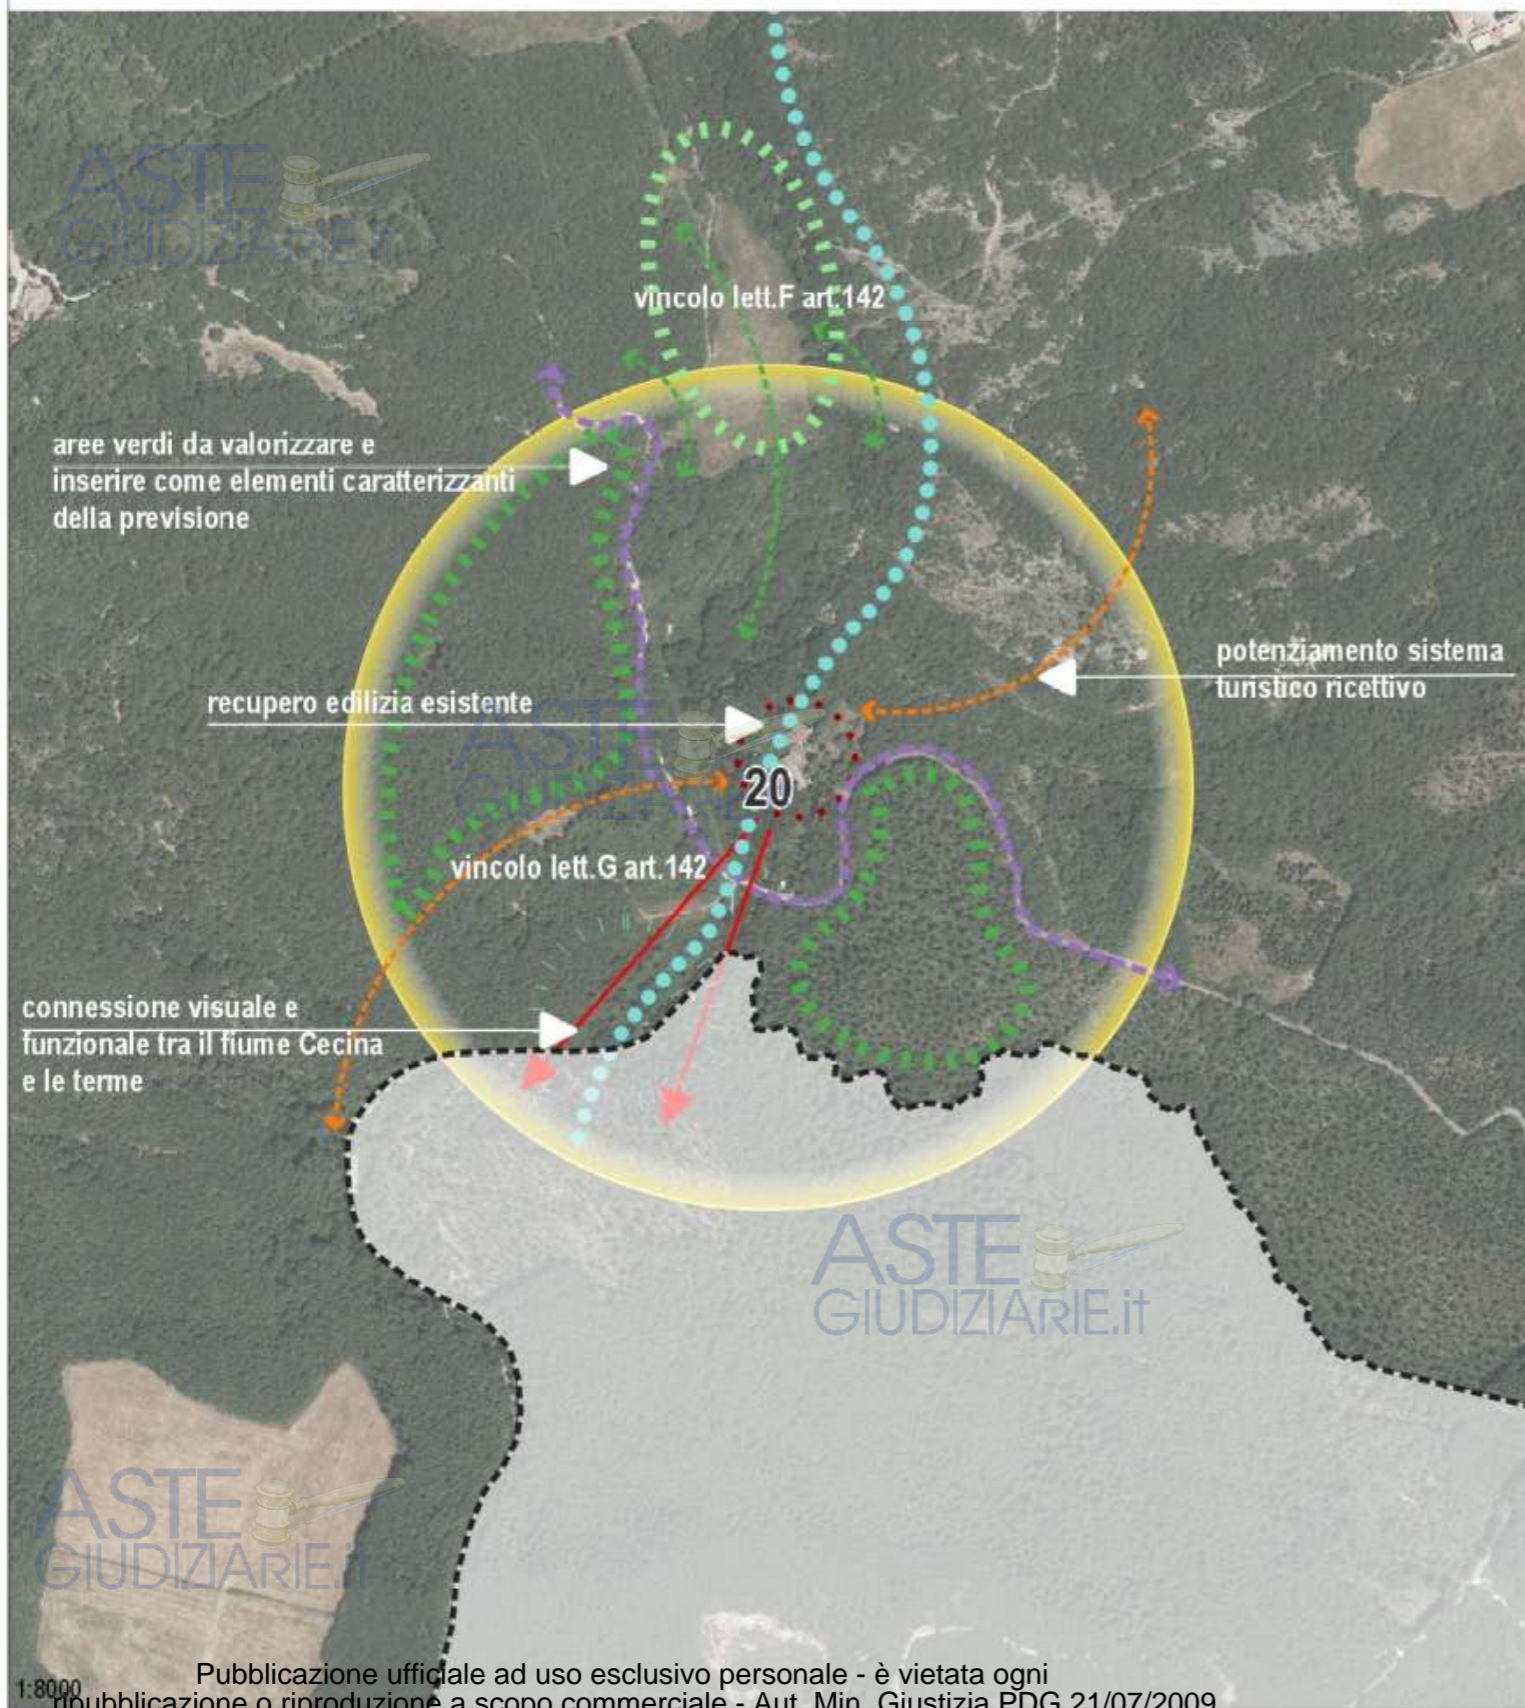 ASTE
GIUDIZIARIE.it
vincolo lett.F art.142
aree verdi da valorizzare e
inserire come elementi caratterizzanti
della previsione
potenziamento sistema
turistico ricettivo
recupero edilizia esistente
ASTE
GIUDIZIARIE.it
20
vincolo lett.G art.142
connessione visuale e
funzionale tra il fiume Cecina
e le terme
ASTE
GIUDIZIARIE.it
ASTE
GIUDIZIARIE.it
Pubblicazione ufficiale ad uso esclusivo personale - è vietata ogni
1:8000
ripubblicazione o riproduzione a scopo commerciale - Aut. Min. Giustizia PDG 21/07/2009